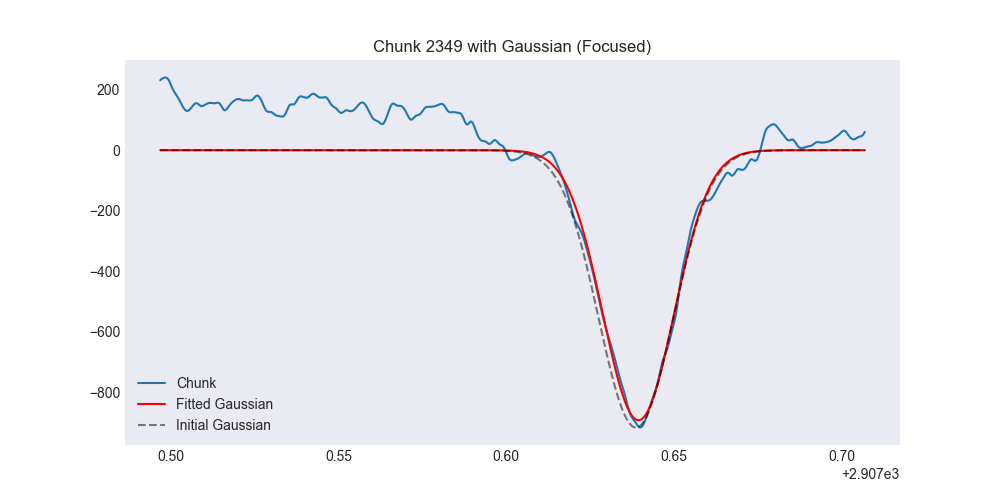 Chunk 2349 with Gaussian (Focused)
200
0
−200
−400
−600
−800
Chunk
Fitted Gaussian
Initial Gaussian
0.50 0.55 0.60 0.65 0.70
+2.907e3